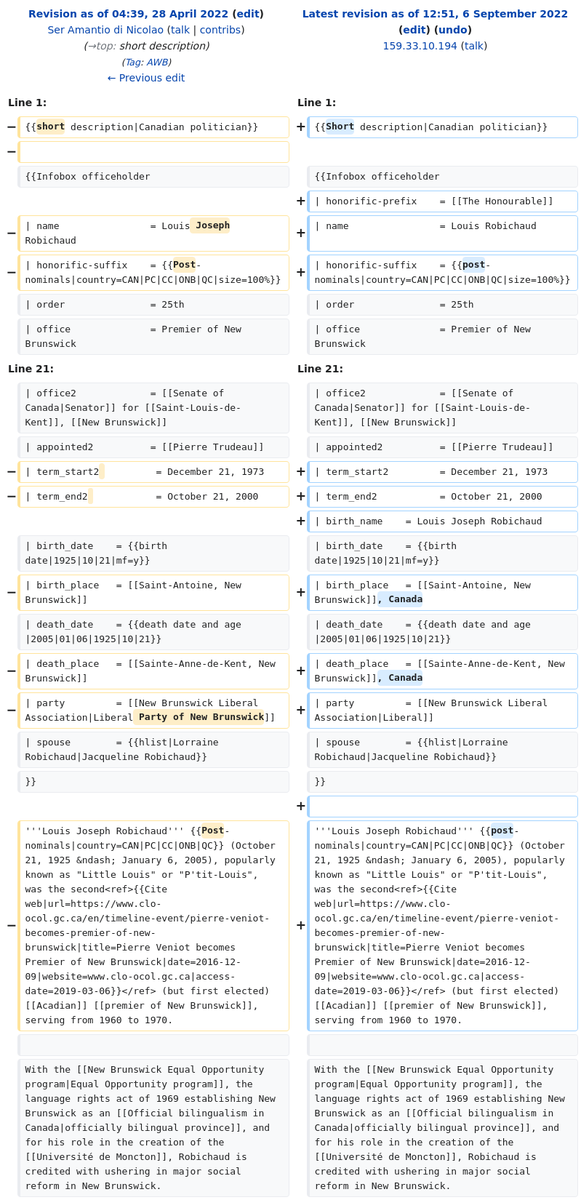 Revision as of 04:39, 28 April 2022 (edit)
Ser Amantio di Nicolao (talk | contribs)
(→top: short description)
(Tag: AWB)
← Previous edit
Latest revision as of 12:51, 6 September 2022
(edit) (undo)
159.33.10.194 (talk)
Line 1:
Line 1:
− {{short description|Canadian politician}}
+ {{Short description|Canadian politician}}
−
{{Infobox officeholder
{{Infobox officeholder
+ | honorific-prefix = [[The Honourable]]
− | name = Louis Joseph
Robichaud
+ | name = Louis Robichaud
− | honorific-suffix = {{Post-
nominals|country=CAN|PC|CC|ONB|QC|size=100%}}
+ | honorific-suffix = {{post-
nominals|country=CAN|PC|CC|ONB|QC|size=100%}}
| order = 25th
| order = 25th
| office = Premier of New
Brunswick
| office = Premier of New
Brunswick
Line 21:
Line 21:
| office2 = [[Senate of
Canada|Senator]] for [[Saint-Louis-de-
Kent]], [[New Brunswick]]
| office2 = [[Senate of
Canada|Senator]] for [[Saint-Louis-de-
Kent]], [[New Brunswick]]
| appointed2 = [[Pierre Trudeau]]
| appointed2 = [[Pierre Trudeau]]
− | term_start2 = December 21, 1973
+ | term_start2 = December 21, 1973
− | term_end2 = October 21, 2000
+ | term_end2 = October 21, 2000
+ | birth_name = Louis Joseph Robichaud
| birth_date = {{birth
date|1925|10|21|mf=y}}
| birth_date = {{birth
date|1925|10|21|mf=y}}
− | birth_place = [[Saint-Antoine, New
Brunswick]]
+ | birth_place = [[Saint-Antoine, New
Brunswick]], Canada
| death_date = {{death date and age
|2005|01|06|1925|10|21}}
| death_date = {{death date and age
|2005|01|06|1925|10|21}}
− | death_place = [[Sainte-Anne-de-Kent, New
Brunswick]]
+ | death_place = [[Sainte-Anne-de-Kent, New
Brunswick]], Canada
− | party = [[New Brunswick Liberal
Association|Liberal Party of New Brunswick]]
+ | party = [[New Brunswick Liberal
Association|Liberal]]
| spouse = {{hlist|Lorraine
Robichaud|Jacqueline Robichaud}}
| spouse = {{hlist|Lorraine
Robichaud|Jacqueline Robichaud}}
}}
}}
+
− '''Louis Joseph Robichaud''' {{Post-
nominals|country=CAN|PC|CC|ONB|QC}} (October
21, 1925 &ndash; January 6, 2005), popularly
known as "Little Louis" or "P'tit-Louis",
was the second<ref>{{Cite
web|url=https://www.clo-
ocol.gc.ca/en/timeline-event/pierre-veniot-
becomes-premier-of-new-
brunswick|title=Pierre Veniot becomes
Premier of New Brunswick|date=2016-12-
09|website=www.clo-ocol.gc.ca|access-
date=2019-03-06}}</ref> (but first elected)
[[Acadian]] [[premier of New Brunswick]],
serving from 1960 to 1970.
+ '''Louis Joseph Robichaud''' {{post-
nominals|country=CAN|PC|CC|ONB|QC}} (October
21, 1925 &ndash; January 6, 2005), popularly
known as "Little Louis" or "P'tit-Louis",
was the second<ref>{{Cite
web|url=https://www.clo-
ocol.gc.ca/en/timeline-event/pierre-veniot-
becomes-premier-of-new-
brunswick|title=Pierre Veniot becomes
Premier of New Brunswick|date=2016-12-
09|website=www.clo-ocol.gc.ca|access-
date=2019-03-06}}</ref> (but first elected)
[[Acadian]] [[premier of New Brunswick]],
serving from 1960 to 1970.
With the [[New Brunswick Equal Opportunity
program|Equal Opportunity program]], the
language rights act of 1969 establishing New
Brunswick as an [[Official bilingualism in
Canada|officially bilingual province]], and
for his role in the creation of the
[[Université de Moncton]], Robichaud is
credited with ushering in major social
reform in New Brunswick.
With the [[New Brunswick Equal Opportunity
program|Equal Opportunity program]], the
language rights act of 1969 establishing New
Brunswick as an [[Official bilingualism in
Canada|officially bilingual province]], and
for his role in the creation of the
[[Université de Moncton]], Robichaud is
credited with ushering in major social
reform in New Brunswick.